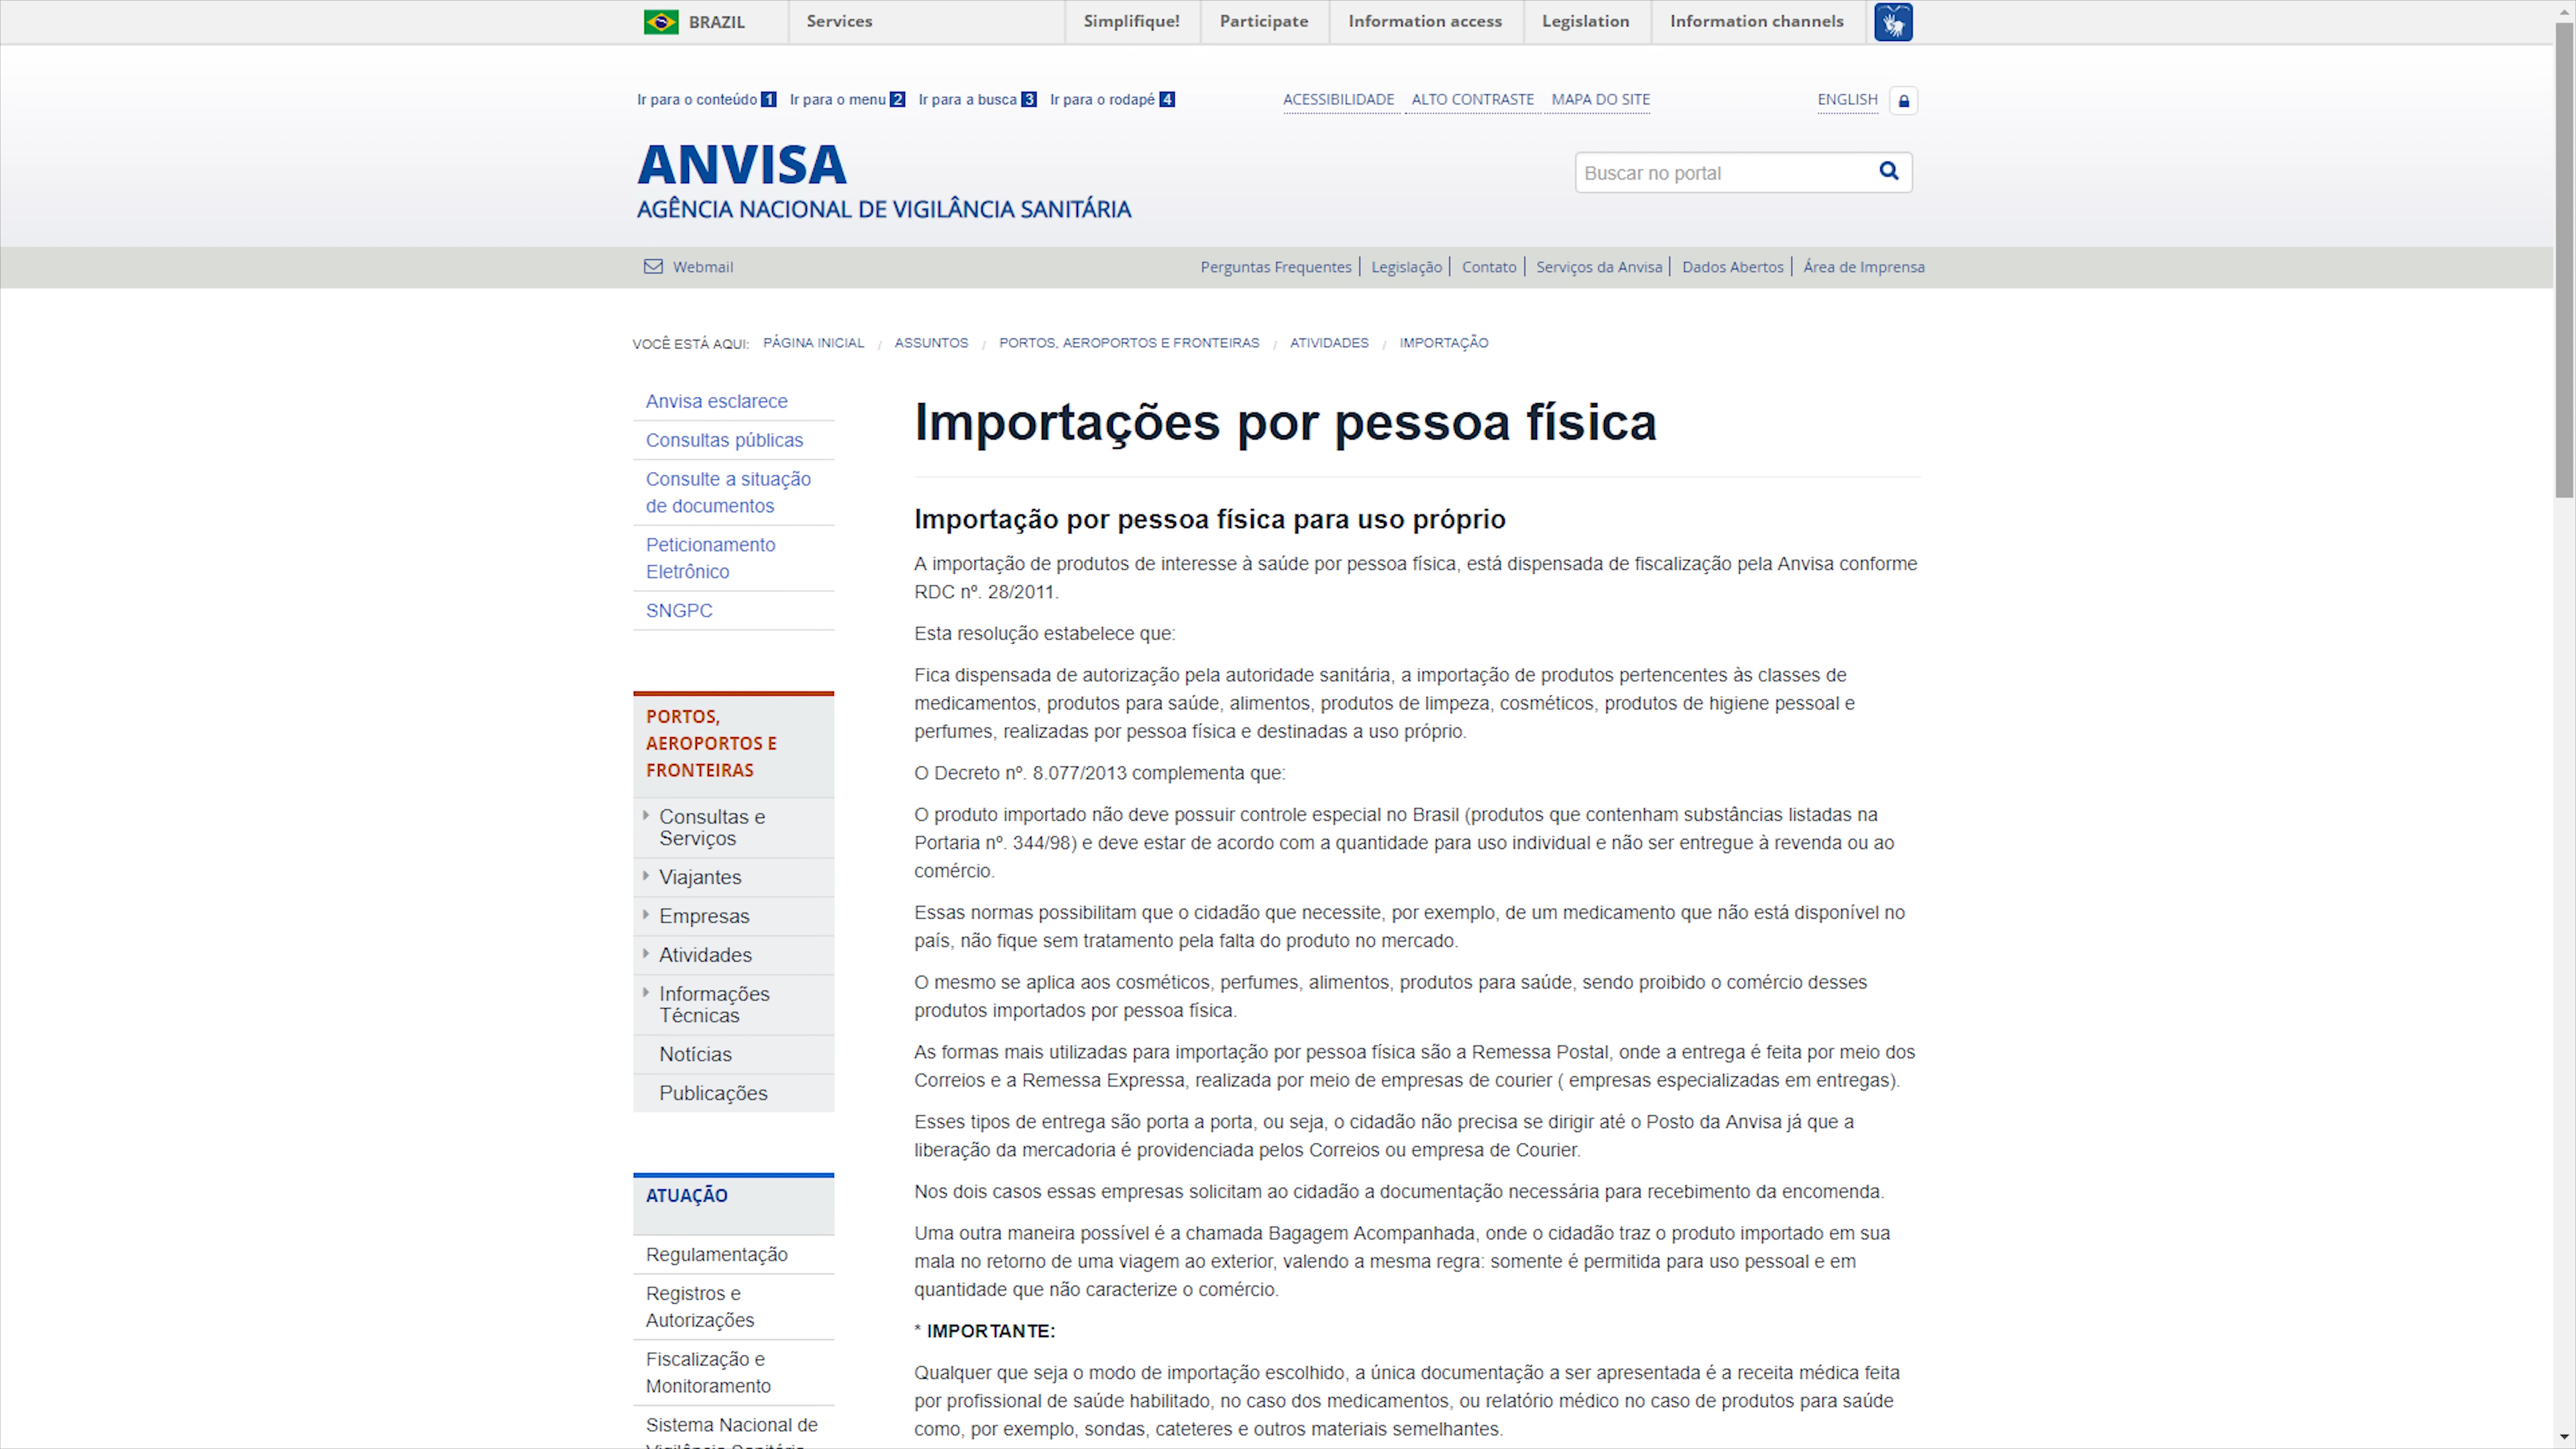 BRAZIL
Services
Simplifique!
Participate
Information access
Legislation
Information channels
Ir para o conteúdo 1 Ir para o menu 2 Ir para a busca 3 Ir para o rodapé 4
ACESSIBILIDADE ALTO CONTRASTE MAPA DO SITE
ENGLISH
ANVISA
AGÊNCIA NACIONAL DE VIGILÂNCIA SANITÁRIA
Buscar no portal
Webmail
Perguntas Frequentes | Legislação | Contato | Serviços da Anvisa | Dados Abertos | Área de Imprensa
VOCÊ ESTÁ AQUI: PÁGINA INICIAL / ASSUNTOS / PORTOS, AEROPORTOS E FRONTEIRAS / ATIVIDADES / IMPORTAÇÃO
Anvisa esclarece
Consultas públicas
Consulte a situação
de documentos
Peticionamento
Eletrônico
SNGPC
PORTOS,
AEROPORTOS E
FRONTEIRAS
Consultas e
Serviços
Viajantes
Empresas
Atividades
Informações
Técnicas
Notícias
Publicações
ATUAÇÃO
Regulamentação
Registros e
Autorizações
Fiscalização e
Monitoramento
Sistema Nacional de
Vigilância Sanitária
Importações por pessoa física
Importação por pessoa física para uso próprio
A importação de produtos de interesse à saúde por pessoa física, está dispensada de fiscalização pela Anvisa conforme
RDC nº. 28/2011.
Esta resolução estabelece que:
Fica dispensada de autorização pela autoridade sanitária, a importação de produtos pertencentes às classes de
medicamentos, produtos para saúde, alimentos, produtos de limpeza, cosméticos, produtos de higiene pessoal e
perfumes, realizadas por pessoa física e destinadas a uso próprio.
O Decreto nº. 8.077/2013 complementa que:
O produto importado não deve possuir controle especial no Brasil (produtos que contenham substâncias listadas na
Portaria nº. 344/98) e deve estar de acordo com a quantidade para uso individual e não ser entregue à revenda ou ao
comércio.
Essas normas possibilitam que o cidadão que necessite, por exemplo, de um medicamento que não está disponível no
país, não fique sem tratamento pela falta do produto no mercado.
O mesmo se aplica aos cosméticos, perfumes, alimentos, produtos para saúde, sendo proibido o comércio desses
produtos importados por pessoa física.
As formas mais utilizadas para importação por pessoa física são a Remessa Postal, onde a entrega é feita por meio dos
Correios e a Remessa Expressa, realizada por meio de empresas de courier ( empresas especializadas em entregas).
Esses tipos de entrega são porta a porta, ou seja, o cidadão não precisa se dirigir até o Posto da Anvisa já que a
liberação da mercadoria é providenciada pelos Correios ou empresa de Courier.
Nos dois casos essas empresas solicitam ao cidadão a documentação necessária para recebimento da encomenda.
Uma outra maneira possível é a chamada Bagagem Acompanhada, onde o cidadão traz o produto importado em sua
mala no retorno de uma viagem ao exterior, valendo a mesma regra: somente é permitida para uso pessoal e em
quantidade que não caracterize o comércio.
* IMPORTANTE:
Qualquer que seja o modo de importação escolhido, a única documentação a ser apresentada é a receita médica feita
por profissional de saúde habilitado, no caso dos medicamentos, ou relatório médico no caso de produtos para saúde
como, por exemplo, sondas, cateteres e outros materiais semelhantes.